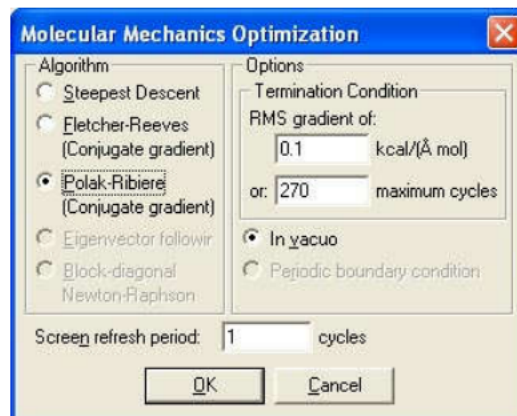 Molecular Mechanics Optimization
Algorithm
Steepest Descent
Fletcher-Reeves
(Conjugate gradient)
Polak-Ribiere
(Conjugate gradient)
Eigenvector followir
Block-diagonal
Newton-Raphson
Options
Termination Condition
RMS gradient of:
0.1 kcal/(Å mol)
or: 270 maximum cycles
In vacuo
Periodic boundary condition
Screen refresh period: 1 cycles
OK Cancel